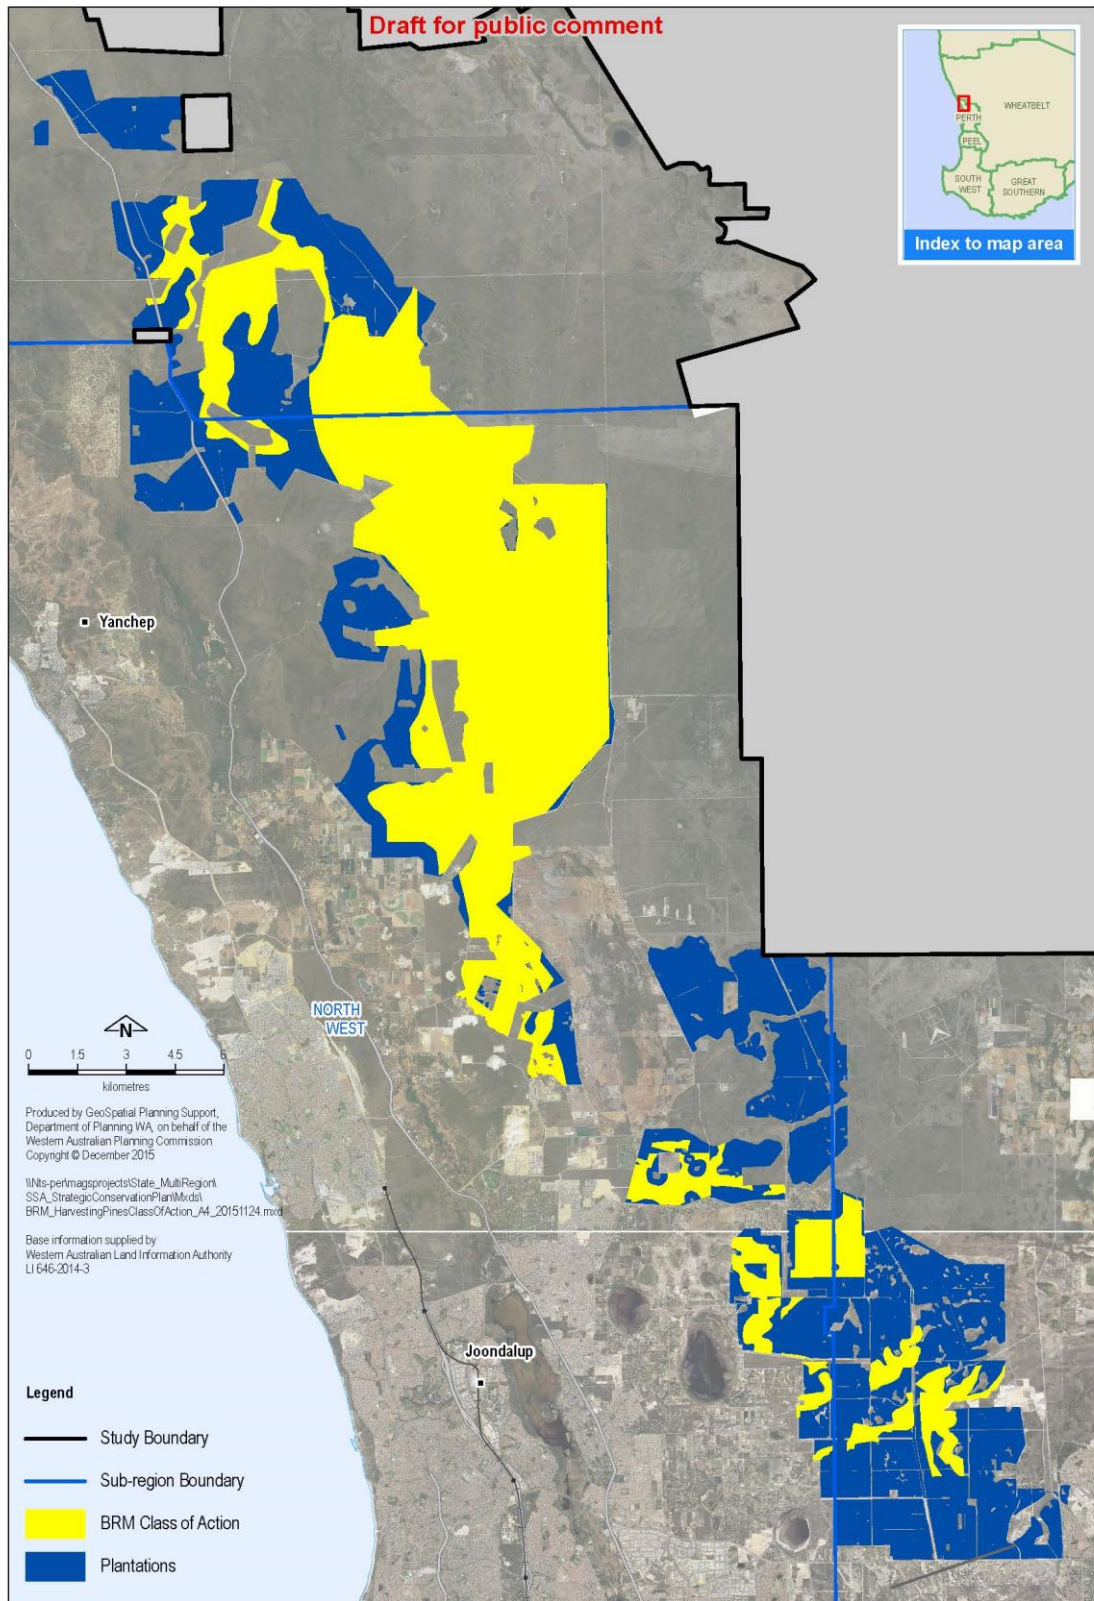 Draft for public comment
WHEATBELT
PERTH
PEEL
SOUTH
WEST
GREAT
SOUTHERN
Index to map area
Yanchep
NORTH
WEST
N
0 1.5 3 4.5 6
kilometres
Produced by GeoSpatial Planning Support,
Department of Planning WA, on behalf of the
Western Australian Planning Commission
Copyright © December 2015
\\Nts-per\magsprojects\State_MultiRegion\
SSA_StrategicConservationPlan\Mxds\
BRM_HarvestingPinesClassOfAction_A4_20151124.mxd
Base information supplied by
Western Australian Land Information Authority
LI 646-2014-3
Joondalup
Legend
Study Boundary
Sub-region Boundary
BRM Class of Action
Plantations